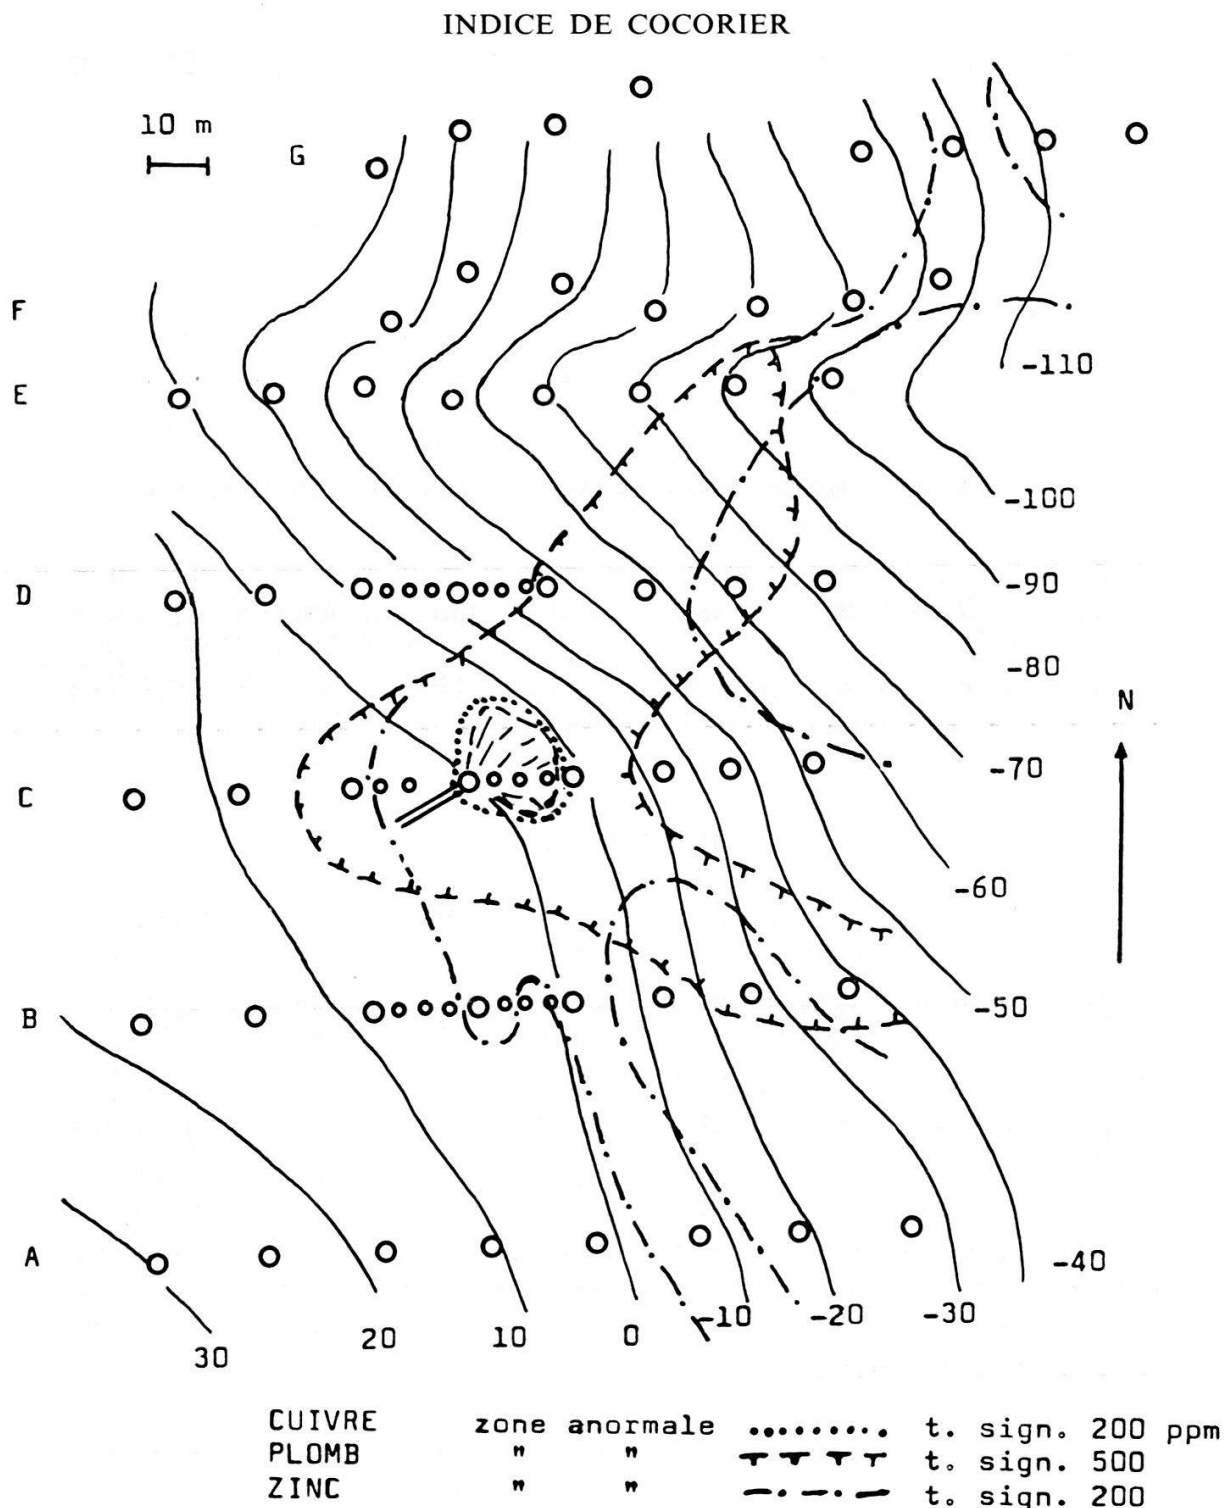 INDICE DE COCORIER
10 m
G
F
-110
E
-100
-90
D
-80
N
-70
C
-60
-50
B
-40
A
-30
-20
-10
0
10
20
30
CUIVRE zone anormale t. sign. 200 ppm
PLOMB " " t. sign. 500
ZINC " " t. sign. 200